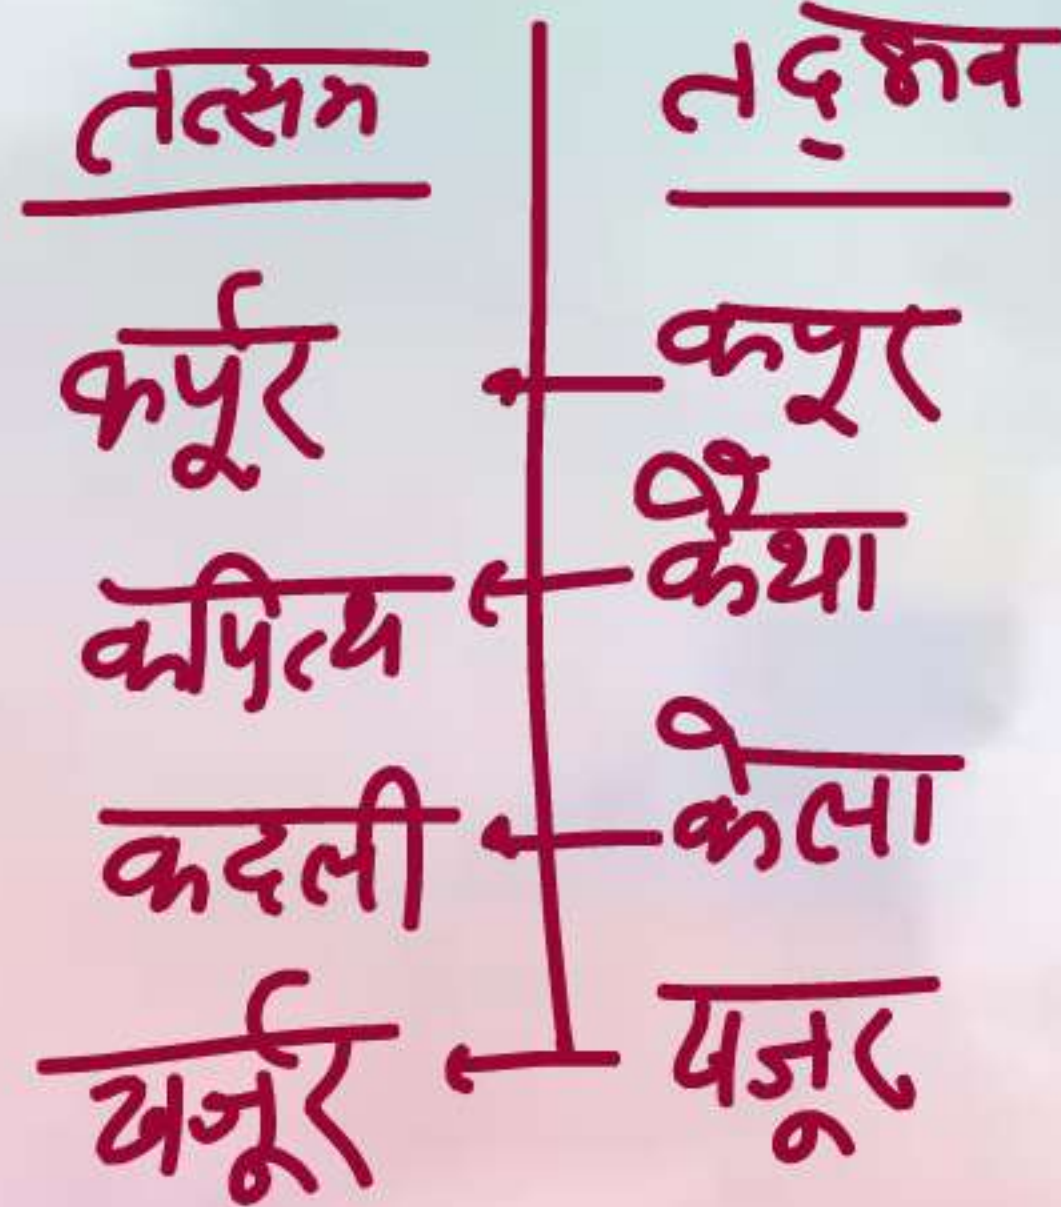 तत्सम तद्भव
कर्पूर कपूर
कपित्थ कैथा
कदली केला
खर्जूर खजूर